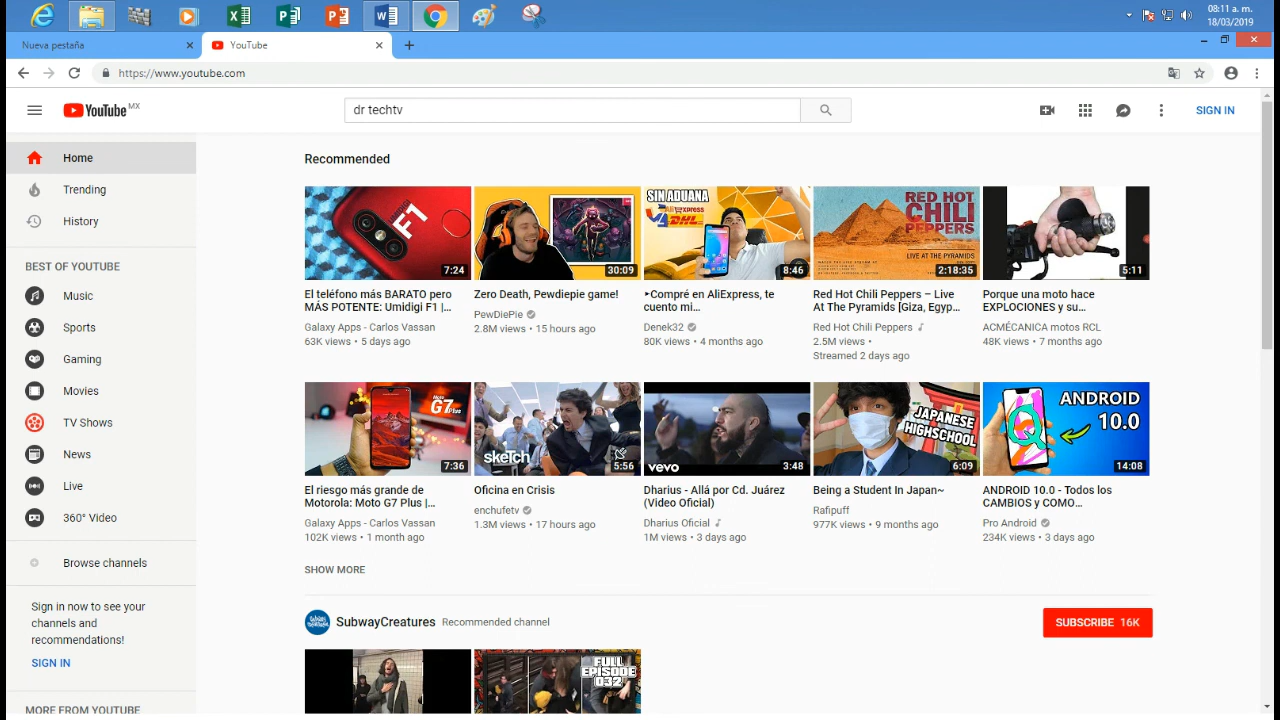 08:11 a. m.
18/03/2019
Nueva pestaña
YouTube
https://www.youtube.com
YouTube MX
dr techtv
SIGN IN
Home
Trending
History
BEST OF YOUTUBE
Music
Sports
Gaming
Movies
TV Shows
News
Live
360° Video
Browse channels
Sign in now to see your
channels and
recommendations!
SIGN IN
MORE FROM YOUTUBE
Recommended
F1
7:24
El teléfono más BARATO pero
MÁS POTENTE: Umidigi F1 |...
Galaxy Apps - Carlos Vassan
63K views • 5 days ago
30:09
Zero Death, Pewdiepie game!
PewDiePie
2.8M views • 15 hours ago
SIN ADUANA
AliExpress
DHL
8:46
‣Compré en AliExpress, te
cuento mi...
Denek32
80K views • 4 months ago
RED HOT
CHILI
PEPPERS
LIVE AT THE PYRAMIDS
2:18:35
Red Hot Chili Peppers – Live
At The Pyramids [Giza, Egyp...
Red Hot Chili Peppers
2.5M views •
Streamed 2 days ago
5:11
Porque una moto hace
EXPLOCIONES y su...
ACMÉCANICA motos RCL
48K views • 7 months ago
moto
G7 Plus
7:36
El riesgo más grande de
Motorola: Moto G7 Plus |...
Galaxy Apps - Carlos Vassan
102K views • 1 month ago
skeTch
5:56
Oficina en Crisis
enchufetv
1.3M views • 17 hours ago
vevo
3:48
Dharius - Allá por Cd. Juárez
(Video Oficial)
Dharius Oficial
1M views • 3 days ago
JAPANESE
HIGHSCHOOL
6:09
Being a Student In Japan~
Rafipuff
977K views • 9 months ago
ANDROID
10.0
14:08
ANDROID 10.0 - Todos los
CAMBIOS y COMO...
Pro Android
234K views • 3 days ago
SHOW MORE
SubwayCreatures
Recommended channel
SUBSCRIBE 16K
FULL
EPISODE
032